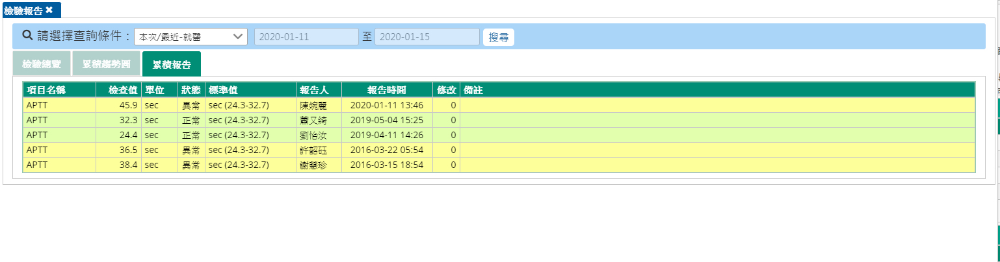 檢驗報告 ✖
請選擇查詢條件： 本次/最近-就醫 2020-01-11 至 2020-01-15 搜尋
檢驗總覽 累積趨勢圖 累積報告
項目名稱 檢查值 單位 狀態 標準值 報告人 報告時間 修改 備註
APTT 45.9 sec 異常 sec (24.3-32.7) 陳婉麗 2020-01-11 13:46 0
APTT 32.3 sec 正常 sec (24.3-32.7) 蕭又綺 2019-05-04 15:25 0
APTT 24.4 sec 正常 sec (24.3-32.7) 劉怡汝 2019-04-11 14:26 0
APTT 36.5 sec 異常 sec (24.3-32.7) 許韶玨 2016-03-22 05:54 0
APTT 38.4 sec 異常 sec (24.3-32.7) 謝慧珍 2016-03-15 18:54 0